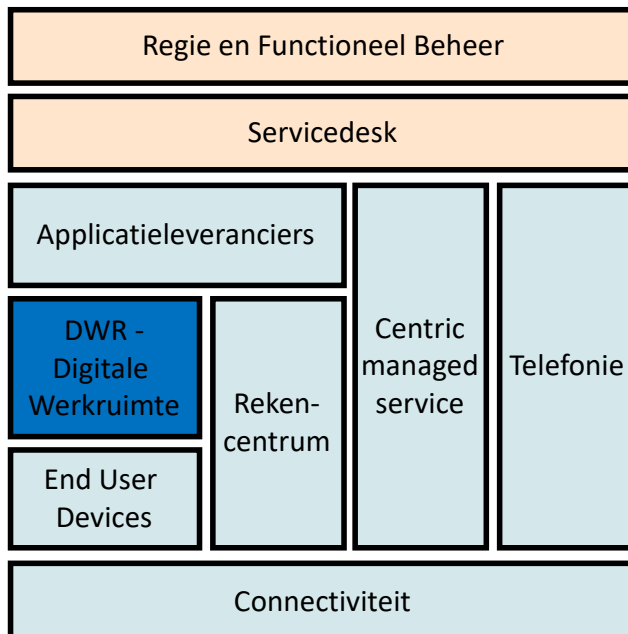 Regie en Functioneel Beheer
Servicedesk
Applicatieleveranciers
DWR -
Digitale
Werkruimte
End User
Devices
Reken-
centrum
Centric
managed
service
Telefonie
Connectiviteit